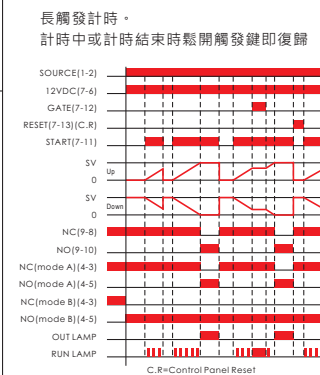 長觸發計時。
計時中或計時結束時鬆開觸發鍵即復歸
SOURCE(1-2)
12VDC(7-6)
GATE(7-12)
RESET(7-13)(C.R)
START(7-11)
SV
Up
0
SV
Down
0
NC(9-8)
NO(9-10)
NC(mode A)(4-3)
NO(mode A)(4-5)
NC(mode B)(4-3)
NO(mode B)(4-5)
OUT LAMP
RUN LAMP
C.R=Control Panel Reset